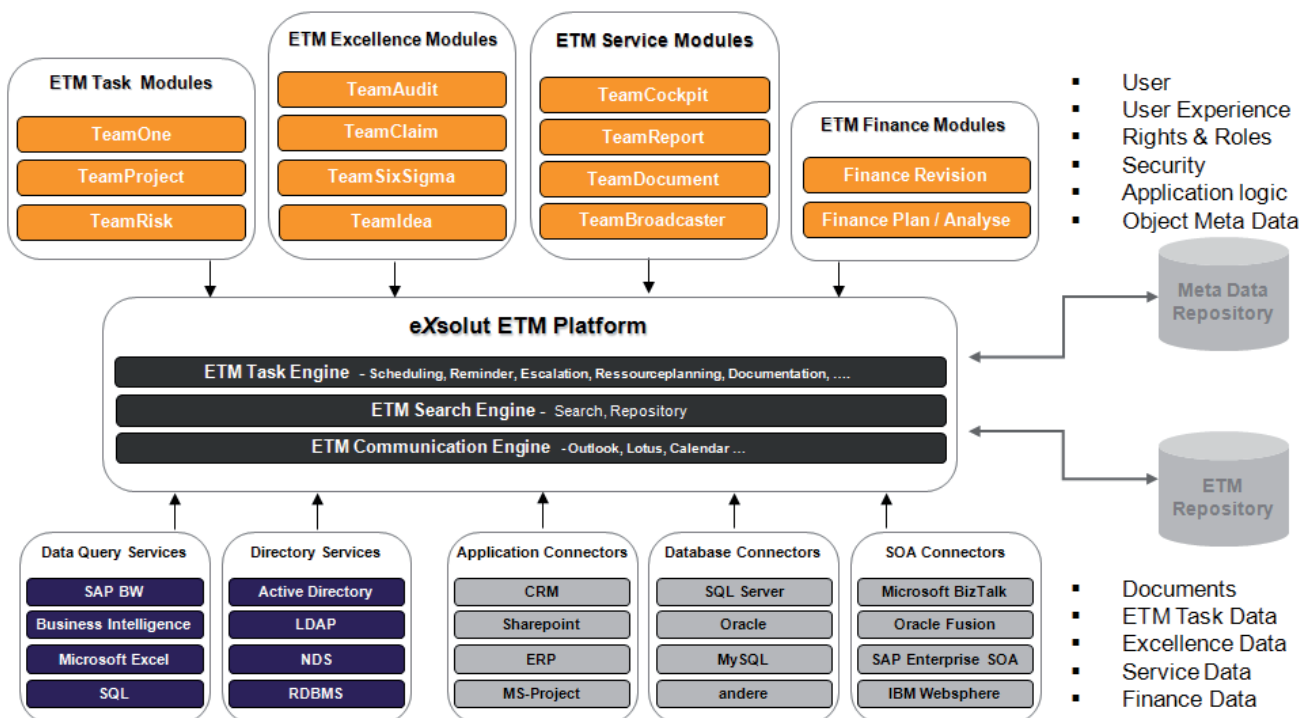 ETM Task Modules
TeamOne
TeamProject
TeamRisk
ETM Excellence Modules
TeamAudit
TeamClaim
TeamSixSigma
TeamIdea
ETM Service Modules
TeamCockpit
TeamReport
TeamDocument
TeamBroadcaster
ETM Finance Modules
Finance Revision
Finance Plan / Analyse
▪ User
▪ User Experience
▪ Rights & Roles
▪ Security
▪ Application logic
▪ Object Meta Data
Meta Data
Repository
eXsolut ETM Platform
ETM Task Engine - Scheduling, Reminder, Escalation, Ressourceplanning, Documentation, ....
ETM Search Engine - Search, Repository
ETM Communication Engine -Outlook, Lotus, Calendar ...
ETM
Repository
Data Query Services
SAP BW
Business Intelligence
Microsoft Excel
SQL
Directory Services
Active Directory
LDAP
NDS
RDBMS
Application Connectors
CRM
Sharepoint
ERP
MS-Project
Database Connectors
SQL Server
Oracle
MySQL
andere
SOA Connectors
Microsoft BizTalk
Oracle Fusion
SAP Enterprise SOA
IBM Websphere
▪ Documents
▪ ETM Task Data
▪ Excellence Data
▪ Service Data
▪ Finance Data